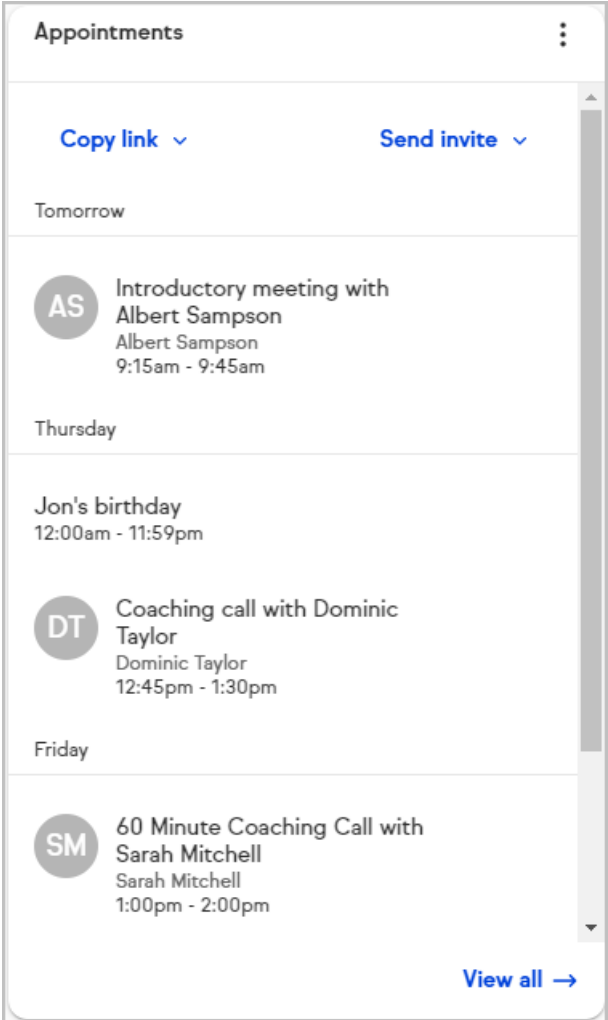 Appointments
Copy link
Send invite
Tomorrow
AS
Introductory meeting with
Albert Sampson
Albert Sampson
9:15am - 9:45am
Thursday
Jon's birthday
12:00am - 11:59pm
DT
Coaching call with Dominic
Taylor
Dominic Taylor
12:45pm - 1:30pm
Friday
SM
60 Minute Coaching Call with
Sarah Mitchell
Sarah Mitchell
1:00pm - 2:00pm
View all →